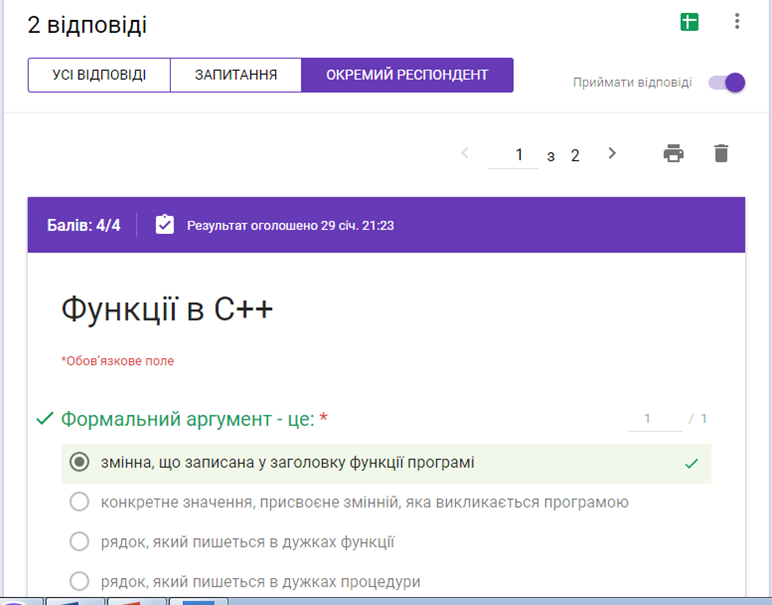 2 відповіді
УСІ ВІДПОВІДІ ЗАПИТАННЯ ОКРЕМИЙ РЕСПОНДЕНТ
Приймати відповіді
1 з 2
Балів: 4/4 Результат оголошено 29 січ. 21:23
Функції в C++
*Обов'язкове поле
Формальний аргумент - це: * 1 / 1
змінна, що записана у заголовку функції програмі
конкретне значення, присвоєне змінній, яка викликається програмою
рядок, який пишеться в дужках функції
рядок, який пишеться в дужках процедури